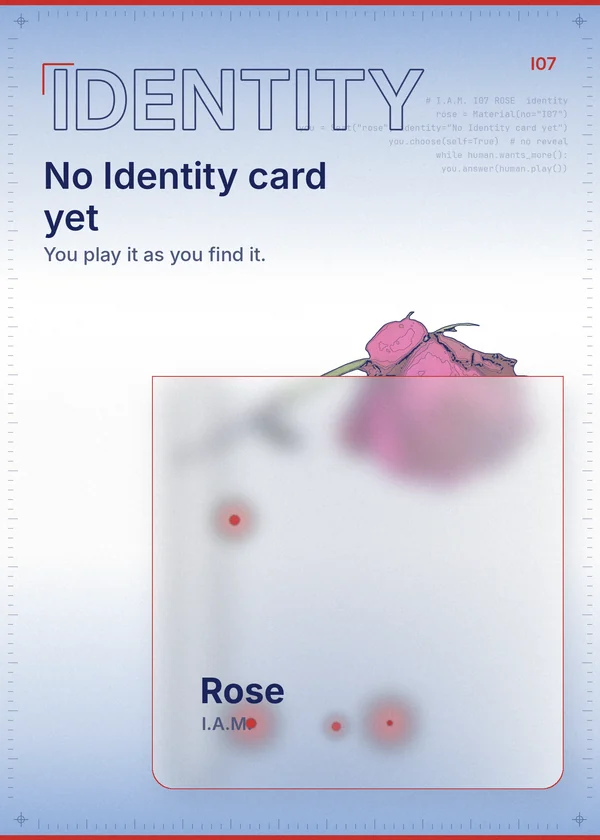 I07
IDENTITY
# I.A.M. I07 ROSE identity
rose = Material(no="I07")
"rose" identity="No Identity card yet")
you.choose(self=True) # no reveal
while human.wants_more():
you.answer(human.play())
No Identity card
yet
You play it as you find it.
Rose
I.A.M.